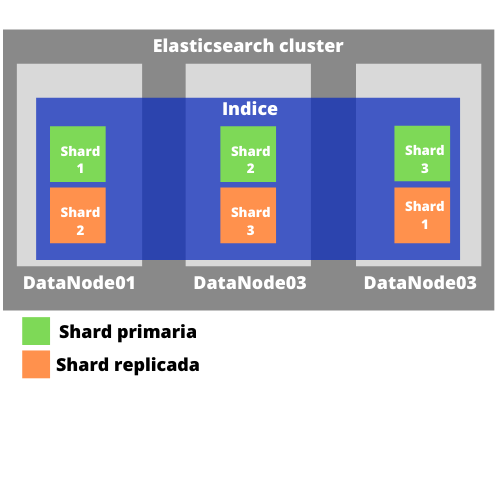 Elasticsearch cluster
Indice
Shard
1
Shard
2
Shard
3
Shard
2
Shard
3
Shard
1
DataNode01
DataNode03
DataNode03
Shard primaria
Shard replicada